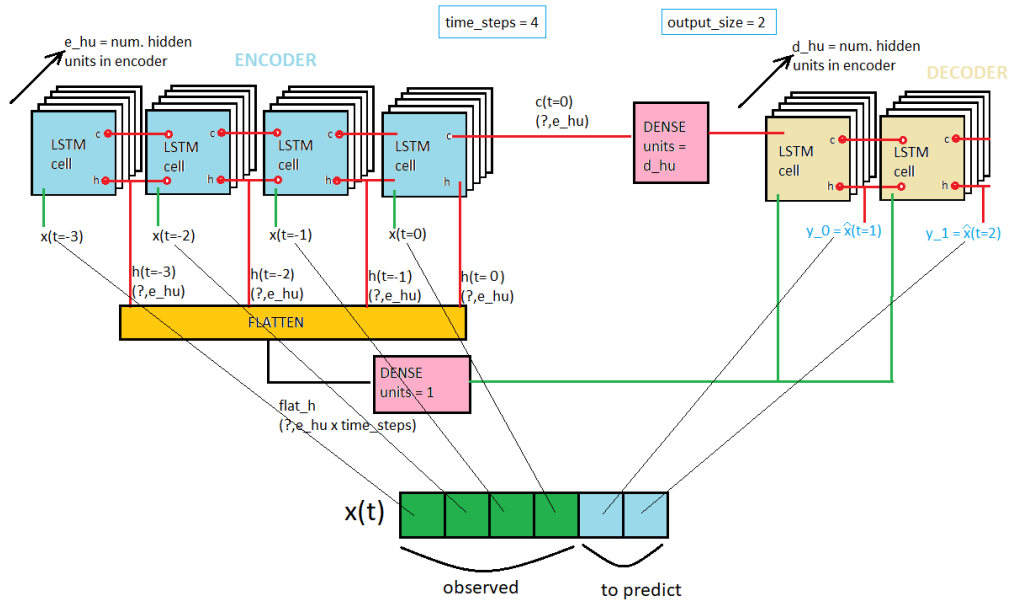 time_steps = 4
output_size = 2
e_hu = num. hidden
units in encoder
ENCODER
d_hu = num. hidden
units in encoder
DECODER
LSTM
cell
c
h
LSTM
cell
c
h
LSTM
cell
c
h
LSTM
cell
c
h
c(t=0)
(?,e_hu)
DENSE
units =
d_hu
LSTM
cell
c
h
LSTM
cell
c
h
x(t=-3)
x(t=-2)
x(t=-1)
x(t=0)
y_0 = x̂(t=1)
y_1 = x̂(t=2)
h(t=-3)
(?,e_hu)
h(t=-2)
(?,e_hu)
h(t=-1)
(?,e_hu)
h(t= 0)
(?,e_hu)
FLATTEN
DENSE
units = 1
flat_h
(?,e_hu x time_steps)
x(t)
observed
to predict